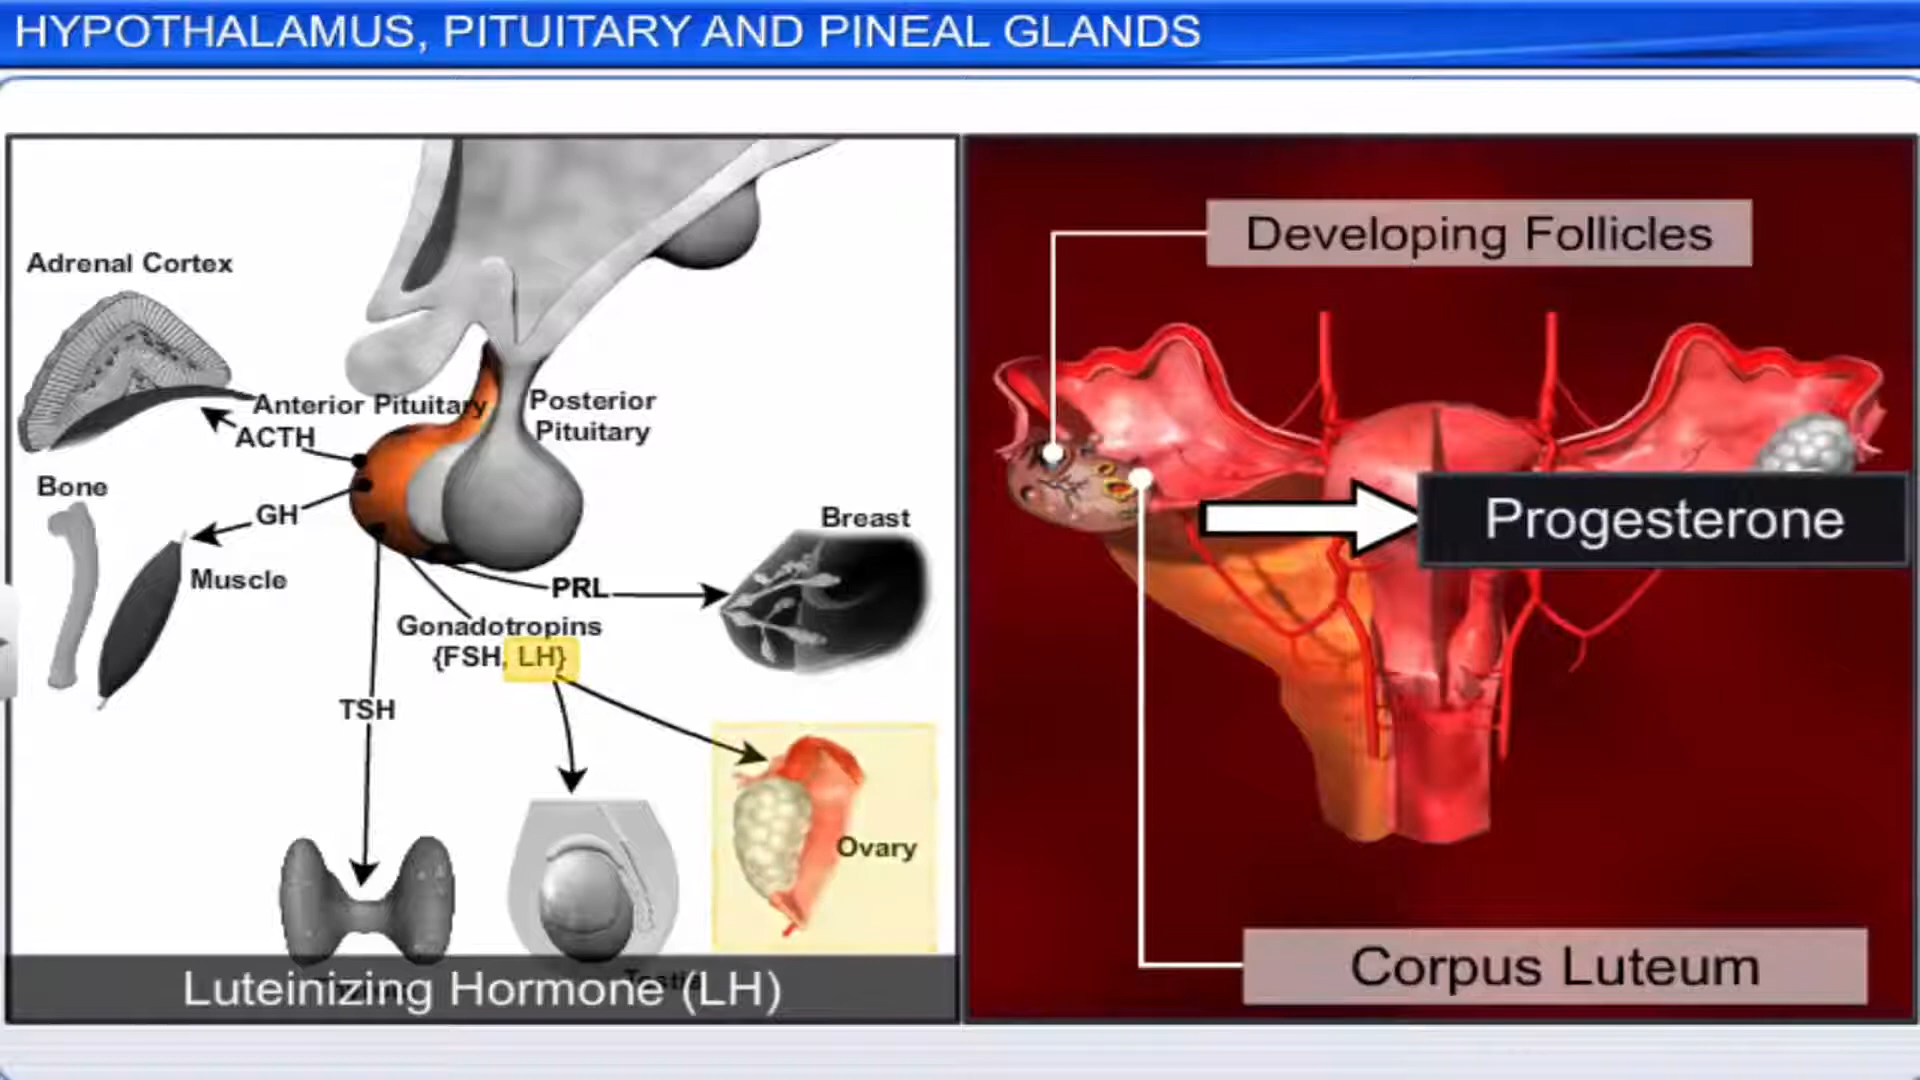 HYPOTHALAMUS, PITUITARY AND PINEAL GLANDS
Adrenal Cortex
Anterior Pituitary
Posterior
Pituitary
ACTH
Bone
GH
Muscle
Breast
PRL
Gonadotropins
{FSH, LH}
TSH
Ovary
Luteinizing Hormone (LH)
Developing Follicles
Progesterone
Corpus Luteum